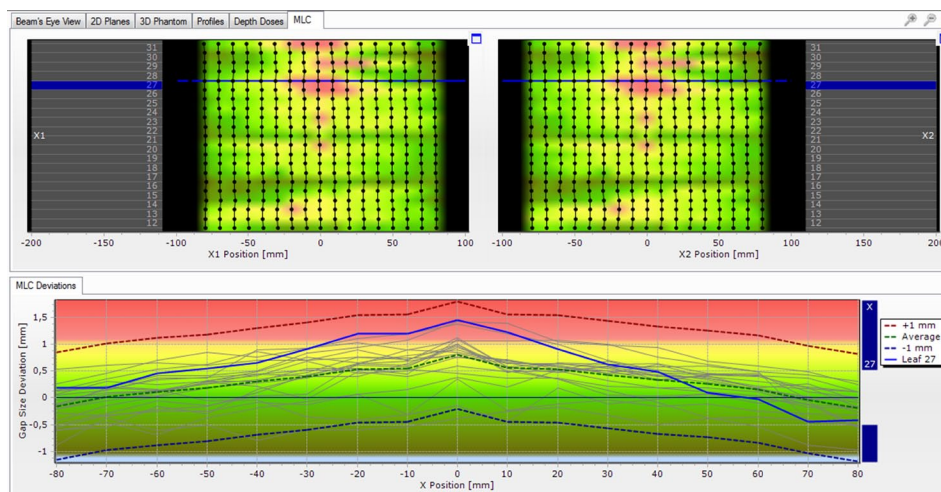 Beam's Eye View 2D Planes 3D Phantom Profiles Depth Doses MLC
31
30
29
28
27
26
25
24
23
22
21
20
19
18
17
16
15
14
13
12
X1
-200 -150 -100 -50 0 50 100
X1 Position [mm]
31
30
29
28
27
26
25
24
23
22
21
20
19
18
17
16
15
14
13
12
X2
-100 -50 0 50 100 150 200
X2 Position [mm]
MLC Deviations
Gap Size Deviation [mm]
1,5
1
0,5
0
-0,5
-1
-80 -70 -60 -50 -40 -30 -20 -10 0 10 20 30 40 50 60 70 80
X Position [mm]
X
27
+1 mm
Average
-1 mm
Leaf 27